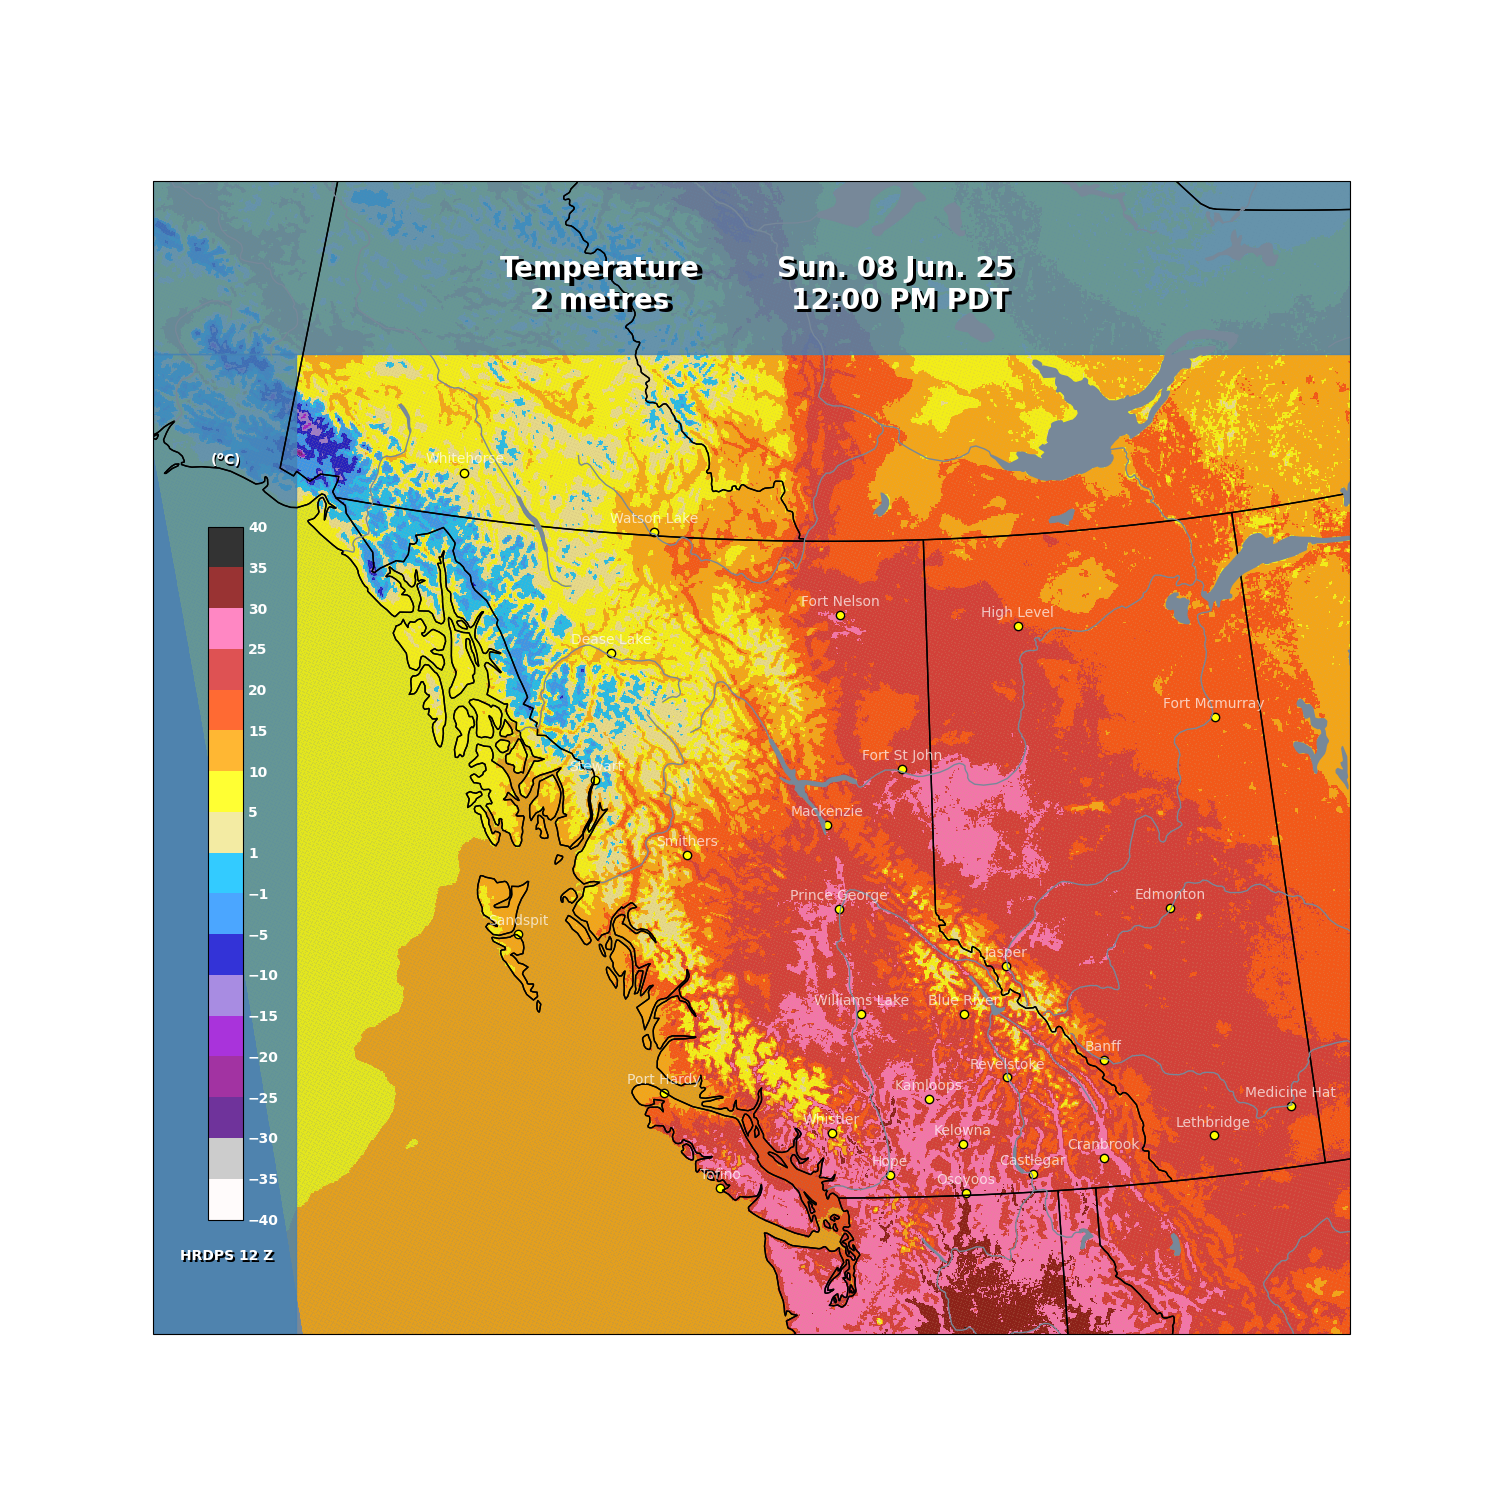 Temperature
2 metres
Sun. 08 Jun. 25
12:00 PM PDT
(°C)
40
35
30
25
20
15
10
5
1
−1
−5
−10
−15
−20
−25
−30
−35
−40
HRDPS 12 Z
Whitehorse
Watson Lake
Fort Nelson
High Level
Dease Lake
Fort Mcmurray
Fort St John
Stewart
Mackenzie
Smithers
Prince George
Edmonton
Sandspit
Jasper
Williams Lake
Blue River
Banff
Revelstoke
Port Hardy
Kamloops
Medicine Hat
Whistler
Lethbridge
Kelowna
Cranbrook
Hope
Castlegar
Tofino
Osoyoos